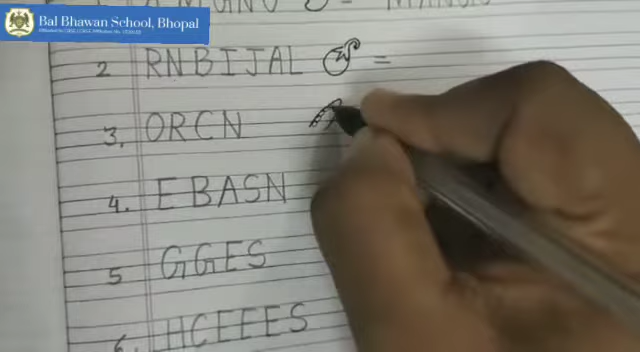 Bal Bhawan School, Bhopal
2 RNBIJAL =
3. ORCN
4. EBASN
5 GGES
6. HCEEES